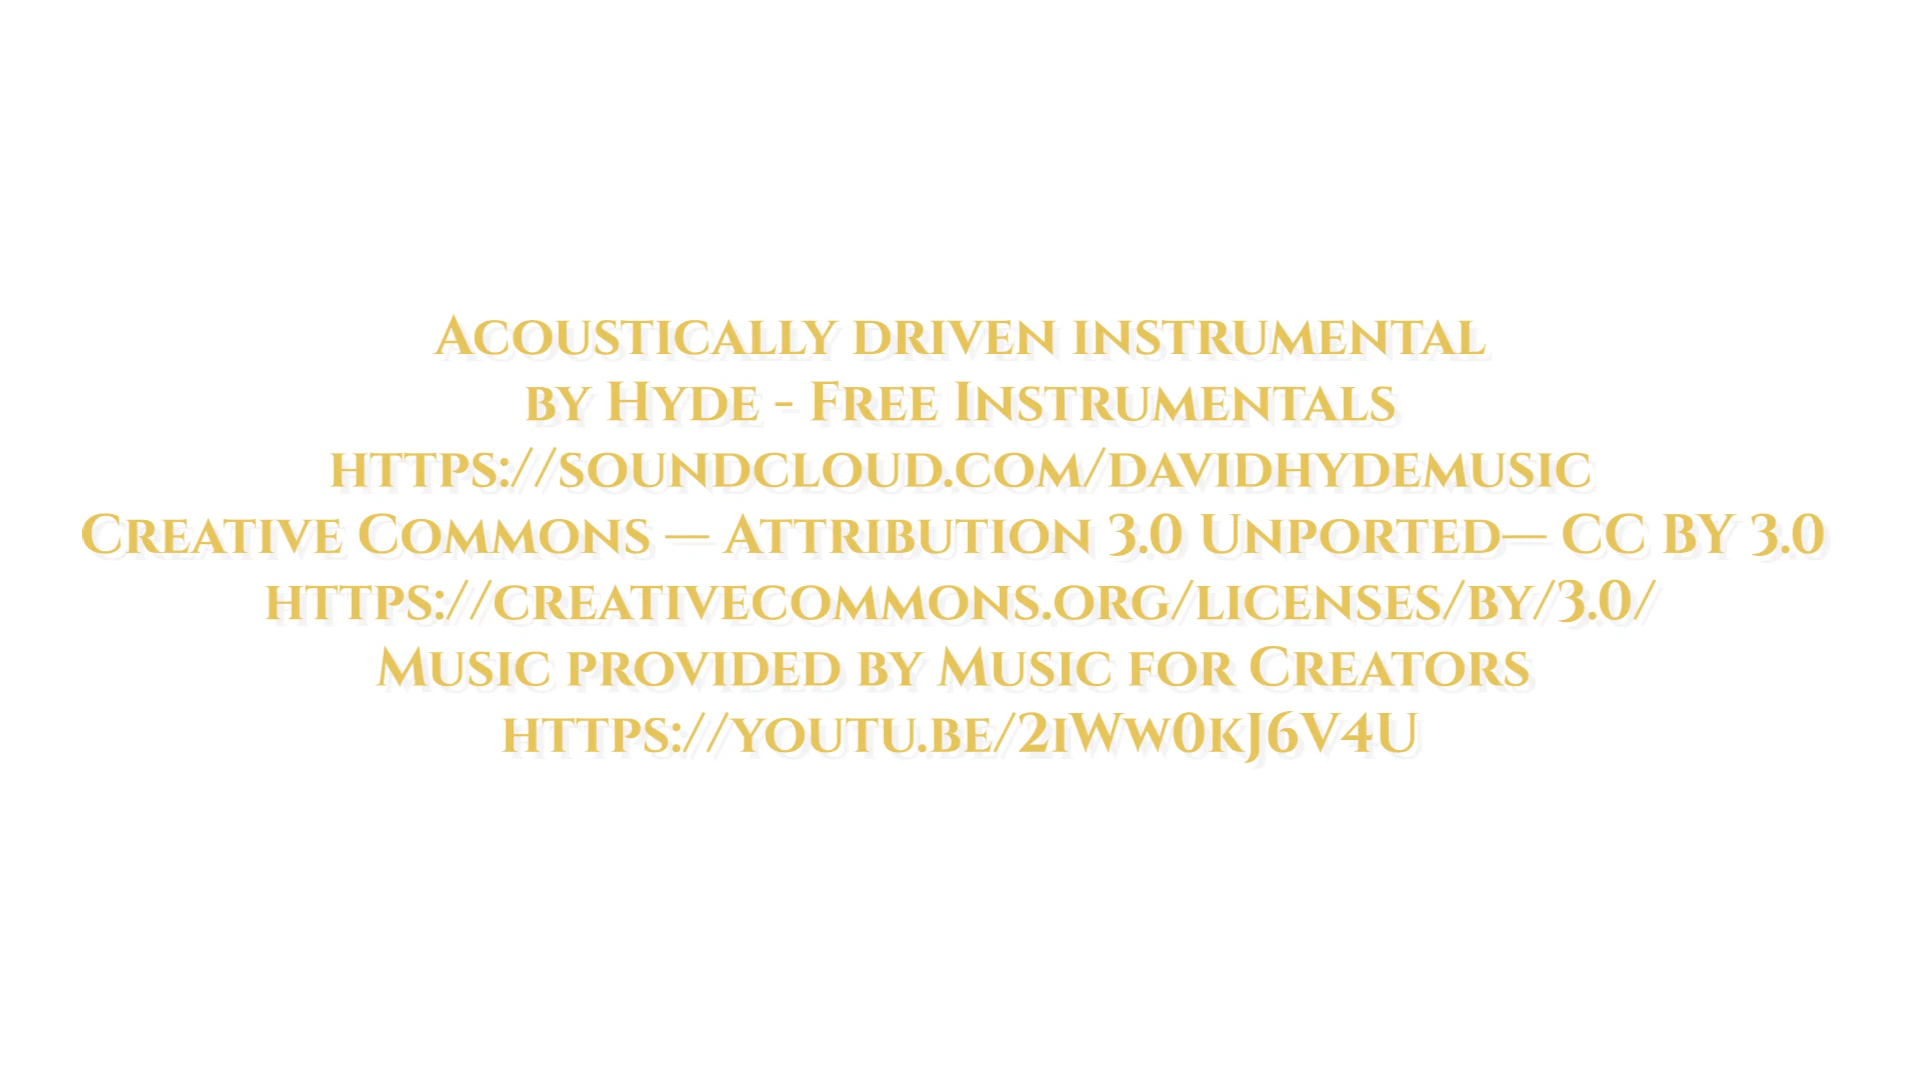 Acoustically driven instrumental
by Hyde - Free Instrumentals
https://soundcloud.com/davidhydemusic
Creative Commons — Attribution 3.0 Unported— CC BY 3.0
https://creativecommons.org/licenses/by/3.0/
Music provided by Music for Creators
https://youtu.be/2iWw0kJ6V4U